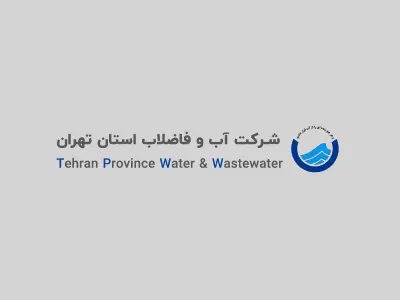 شرکت آب و فاضلاب استان تهران
Tehran Province Water & Wastewater